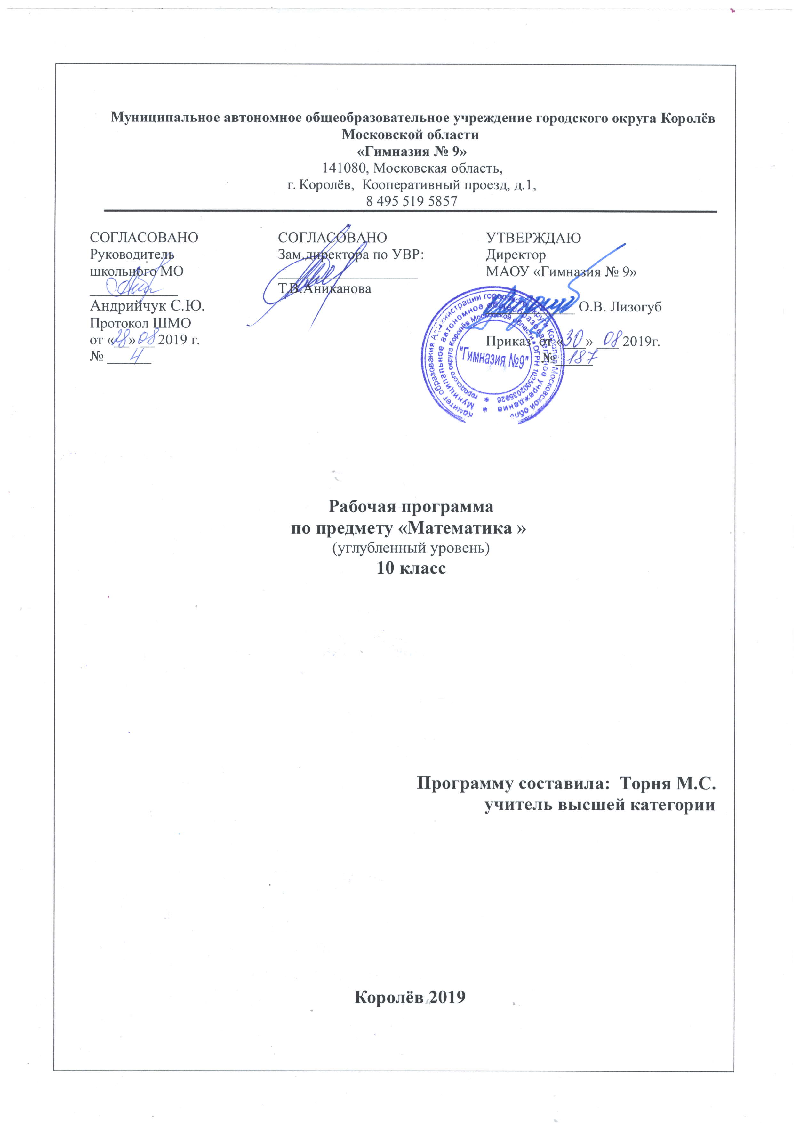 Муниципальное автономное общеобразовательное учреждение городского округа Королёв
Московской области
«Гимназия № 9»
141080, Московская область,
г. Королёв, Кооперативный проезд, д.1,
8 495 519 5857
СОГЛАСОВАНО
Руководитель
школьного МО
Андрийчук С.Ю.
Протокол ШМО
от «28» 08 2019 г.
№ 4
СОГЛАСОВАНО
Зам.директора по УВР:
Т.В.Аниканова
УТВЕРЖДАЮ
Директор
МАОУ «Гимназия № 9»
О.В. Лизогуб
Приказ от «30» 08 2019г.
№ 187
"Гимназия №9"
Рабочая программа
по предмету «Математика »
(углубленный уровень)
10 класс
Программу составила: Торня М.С.
учитель высшей категории
Королёв 2019